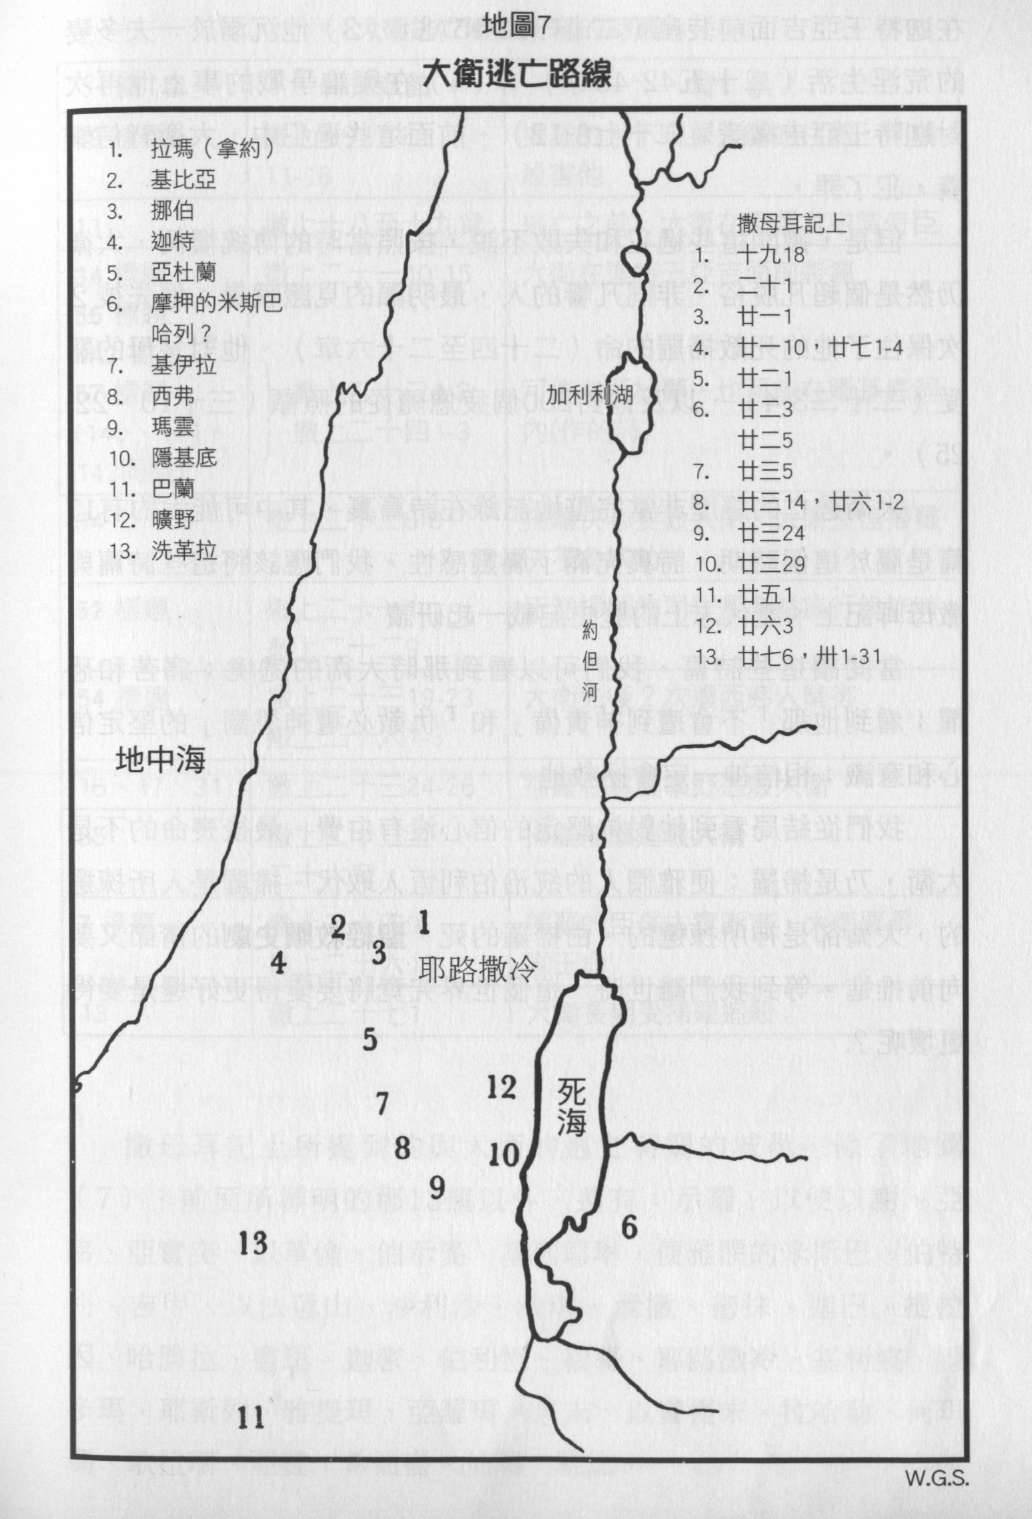 地圖7
大衛逃亡路線
1. 拉瑪（拿約）
2. 基比亞
3. 挪伯
4. 迦特
5. 亞杜蘭
6. 摩押的米斯巴
哈列？
7. 基伊拉
8. 西弗
9. 瑪雲
10. 隱基底
11. 巴蘭
12. 曠野
13. 洗革拉
撒母耳記上
1. 十九18
2. 二十1
3. 廿一1
4. 廿一10，廿七1-4
5. 廿二1
6. 廿二3
廿二5
7. 廿三5
8. 廿三14，廿六1-2
9. 廿三24
10. 廿三29
11. 廿五1
12. 廿六3
13. 廿七6，卅1-31
加利利湖
約但河
地中海
2
1
3
4
耶路撒冷
5
12
死海
7
8
10
9
6
13
11
W.G.S.